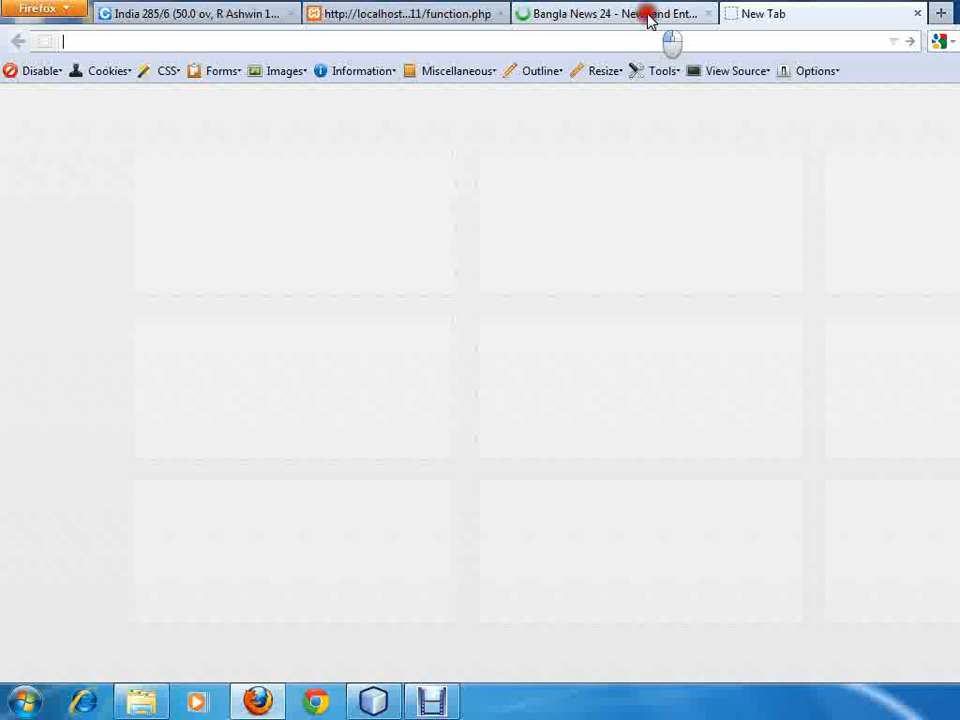 Firefox
India 285/6 (50.0 ov, R Ashwin 1...
http://localhost...11/function.php
Bangla News 24 - New and Ent...
New Tab
Disable Cookies CSS Forms Images Information Miscellaneous Outline Resize Tools View Source Options